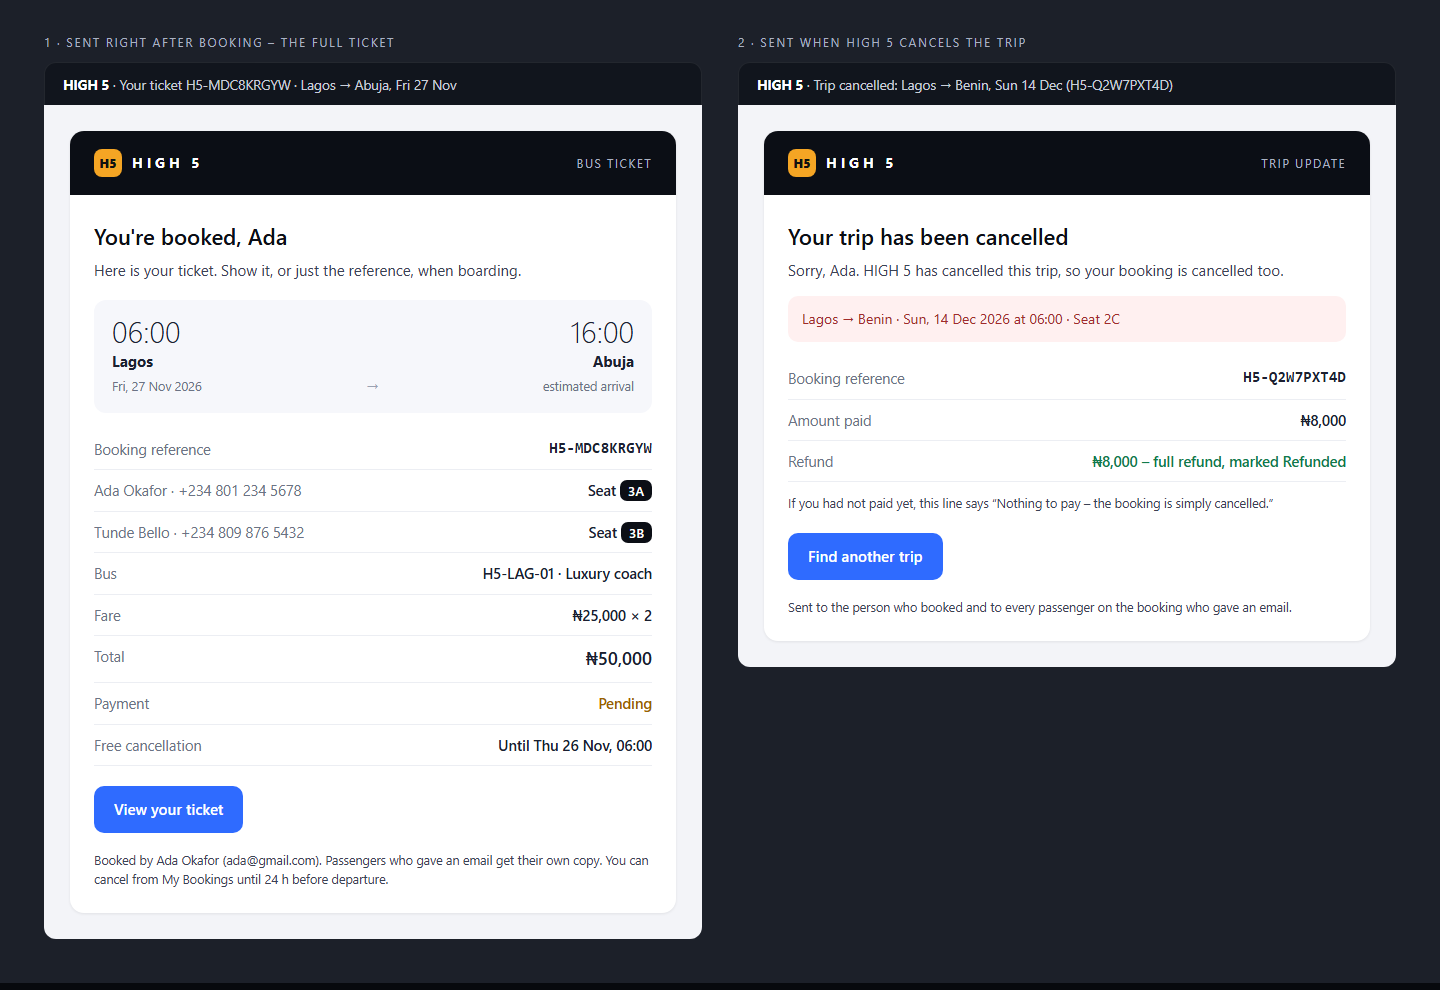 1 · SENT RIGHT AFTER BOOKING – THE FULL TICKET
HIGH 5 · Your ticket H5-MDC8KRGYW · Lagos → Abuja, Fri 27 Nov
H5 HIGH 5 BUS TICKET
You're booked, Ada
Here is your ticket. Show it, or just the reference, when boarding.
06:00 16:00
Lagos Abuja
Fri, 27 Nov 2026 → estimated arrival
Booking reference H5-MDC8KRGYW
Ada Okafor · +234 801 234 5678 Seat 3A
Tunde Bello · +234 809 876 5432 Seat 3B
Bus H5-LAG-01 · Luxury coach
Fare ₦25,000 × 2
Total ₦50,000
Payment Pending
Free cancellation Until Thu 26 Nov, 06:00
View your ticket
Booked by Ada Okafor (ada@gmail.com). Passengers who gave an email get their own copy. You can
cancel from My Bookings until 24 h before departure.
2 · SENT WHEN HIGH 5 CANCELS THE TRIP
HIGH 5 · Trip cancelled: Lagos → Benin, Sun 14 Dec (H5-Q2W7PXT4D)
H5 HIGH 5 TRIP UPDATE
Your trip has been cancelled
Sorry, Ada. HIGH 5 has cancelled this trip, so your booking is cancelled too.
Lagos → Benin · Sun, 14 Dec 2026 at 06:00 · Seat 2C
Booking reference H5-Q2W7PXT4D
Amount paid ₦8,000
Refund ₦8,000 – full refund, marked Refunded
If you had not paid yet, this line says “Nothing to pay – the booking is simply cancelled.”
Find another trip
Sent to the person who booked and to every passenger on the booking who gave an email.